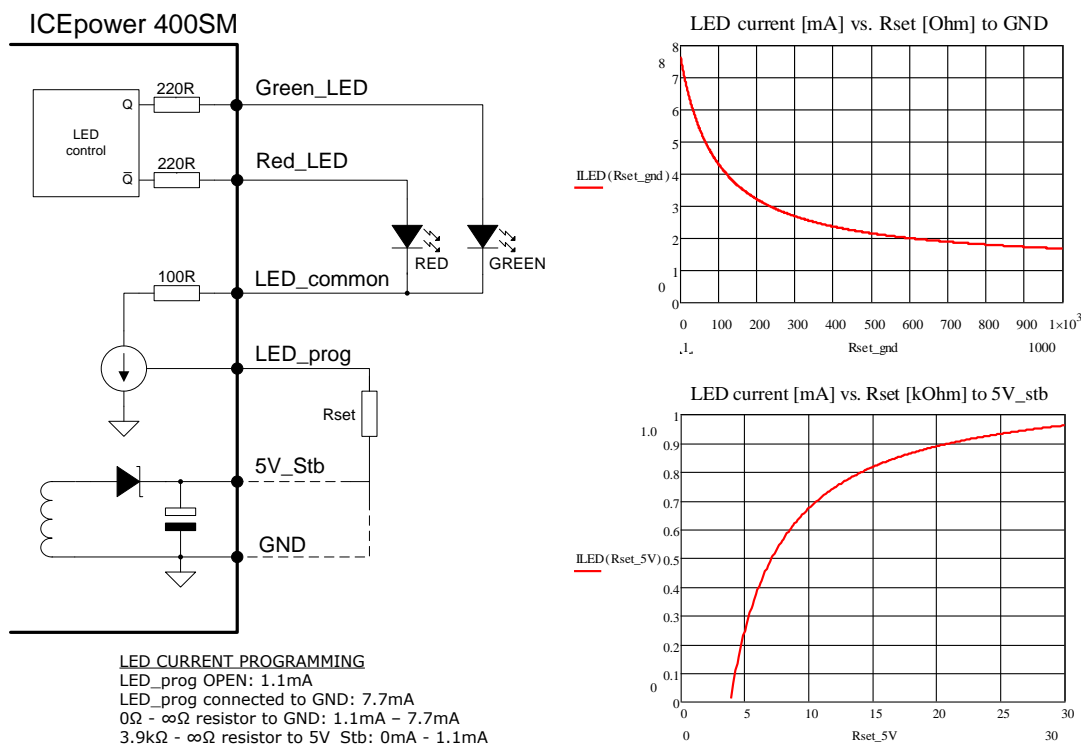 ICEpower 400SM
220R
Green_LED
Q
LED
control
220R
Red_LED
Q̅
RED
GREEN
100R
LED_common
LED_prog
Rset
5V_Stb
GND
LED CURRENT PROGRAMMING
LED_prog OPEN: 1.1mA
LED_prog connected to GND: 7.7mA
0Ω - ∞Ω resistor to GND: 1.1mA – 7.7mA
3.9kΩ - ∞Ω resistor to 5V_Stb: 0mA - 1.1mA
LED current [mA] vs. Rset [Ohm] to GND
8
8
7
6
5
ILED(Rset_gnd) 4
3
2
1
0
0
0 100 200 300 400 500 600 700 800 900 1×10³
.1. Rset_gnd 1000
LED current [mA] vs. Rset [kOhm] to 5V_stb
1
1.0
0.9
0.8
0.7
0.6
ILED(Rset_5V) 0.5
0.4
0.3
0.2
0.1
0
0
0 5 10 15 20 25 30
0 Rset_5V 30